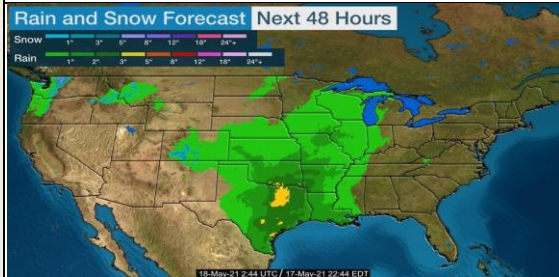 Rain and Snow Forecast Next 48 Hours
Snow
1" 3" 5" 8" 12" 18" 24"+
Rain
1" 2" 3" 5" 8" 12" 18" 24"+
18-May-21 2:44 UTC / 17-May-21 22:44 EDT